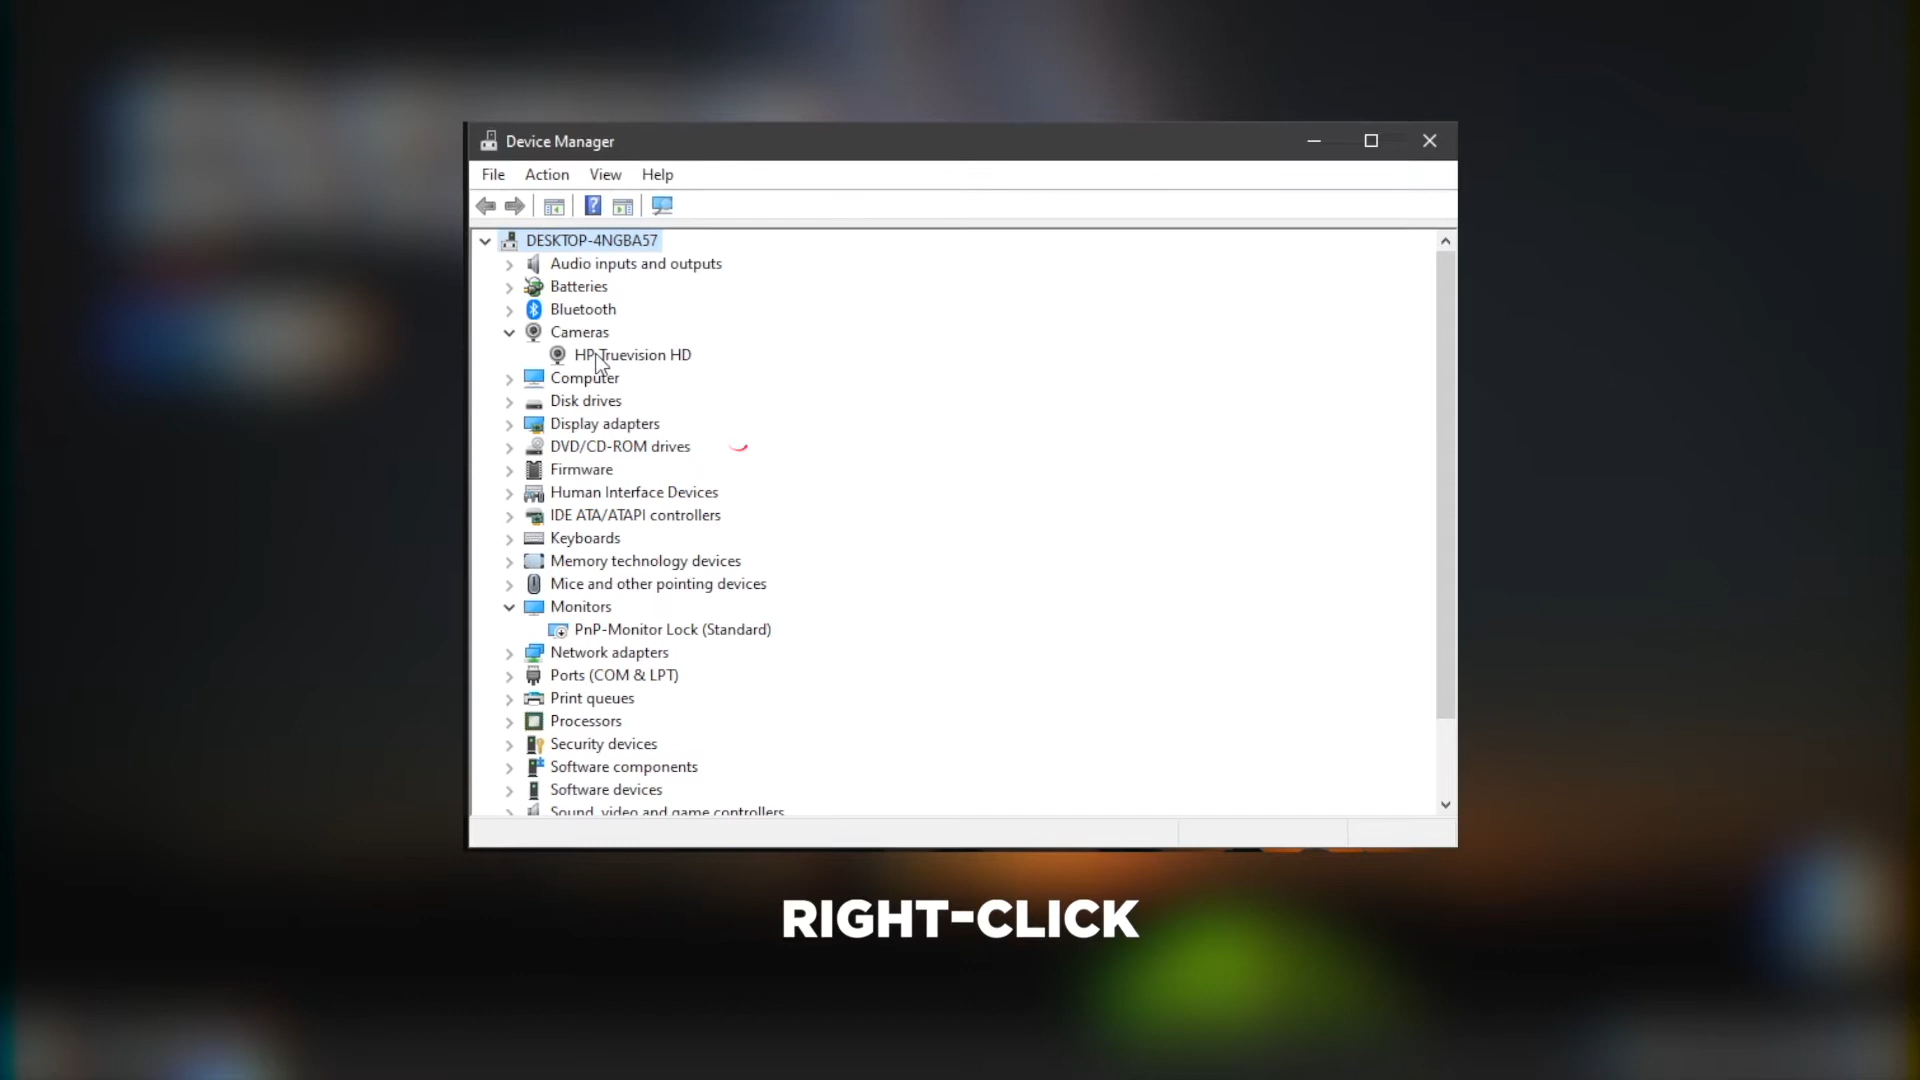 Device Manager
File Action View Help
DESKTOP-4NGBA57
Audio inputs and outputs
Batteries
Bluetooth
Cameras
HP Truevision HD
Computer
Disk drives
Display adapters
DVD/CD-ROM drives
Firmware
Human Interface Devices
IDE ATA/ATAPI controllers
Keyboards
Memory technology devices
Mice and other pointing devices
Monitors
PnP-Monitor Lock (Standard)
Network adapters
Ports (COM & LPT)
Print queues
Processors
Security devices
Software components
Software devices
Sound, video and game controllers
RIGHT-CLICK